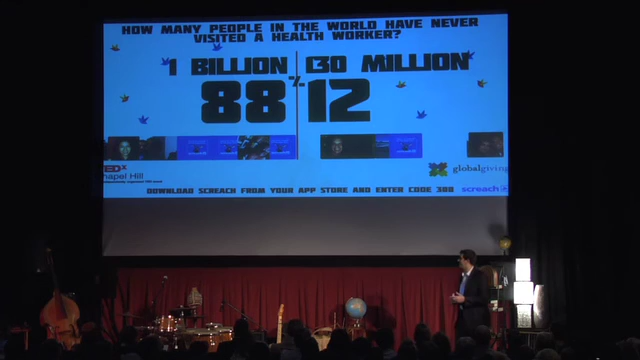 HOW MANY PEOPLE IN THE WORLD HAVE NEVER
VISITED A HEALTH WORKER?
1 BILLION 130 MILLION
88 % 12
TEDx
Chapel Hill
globalgiving
DOWNLOAD SCREACH FROM YOUR APP STORE AND ENTER CODE 388 screach